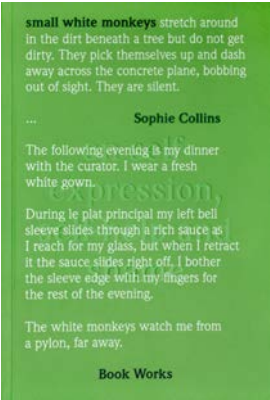 small white monkeys stretch around
in the dirt beneath a tree but do not get
dirty. They pick themselves up and dash
away across the concrete plane, bobbing
out of sight. They are silent.
... Sophie Collins
The following evening is my dinner
with the curator. I wear a fresh
white gown.
expression,
During le plat principal my left bell
sleeve slides through a rich sauce as
I reach for my glass, but when I retract
it the sauce slides right off. I bother
the sleeve edge with my fingers for
the rest of the evening.
The white monkeys watch me from
a pylon, far away.
Book Works